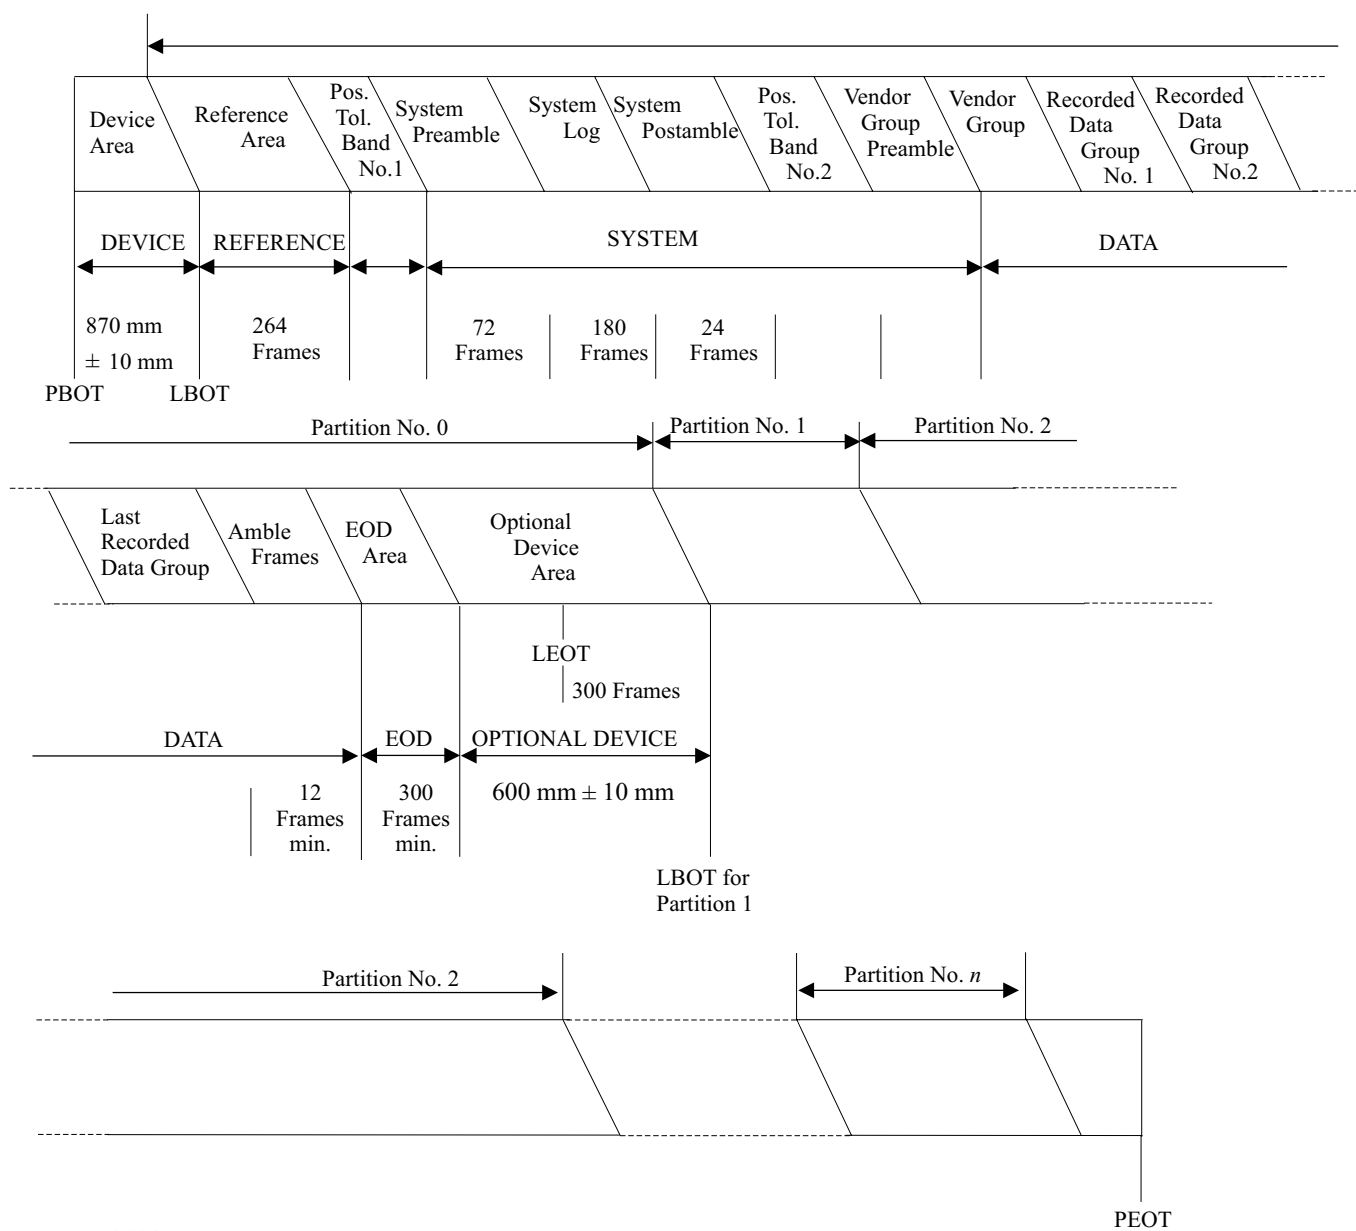 Device
Area
Reference
Area
Pos.
Tol.
Band
No.1
System
Preamble
System
Log
System
Postamble
Pos.
Tol.
Band
No.2
Vendor
Group
Preamble
Vendor
Group
Recorded
Data
Group
No. 1
Recorded
Data
Group
No.2
DEVICE
REFERENCE
SYSTEM
DATA
870 mm
± 10 mm
264
Frames
72
Frames
180
Frames
24
Frames
PBOT
LBOT
Partition No. 0
Partition No. 1
Partition No. 2
Last
Recorded
Data Group
Amble
Frames
EOD
Area
Optional
Device
Area
LEOT
300 Frames
DATA
EOD
OPTIONAL DEVICE
12
Frames
min.
300
Frames
min.
600 mm ± 10 mm
LBOT for
Partition 1
Partition No. 2
Partition No. n
PEOT